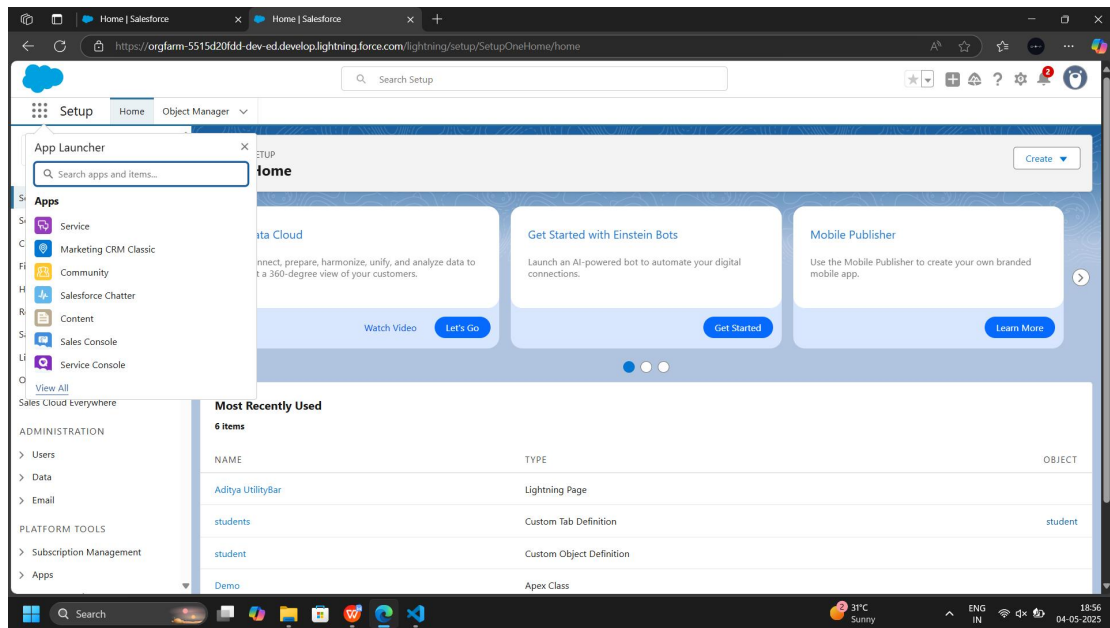 Home | Salesforce
Home | Salesforce
https://orgfarm-5515d20fdd-dev-ed.develop.lightning.force.com/lightning/setup/SetupOneHome/home
Search Setup
2
Setup
Home
Object Manager
App Launcher
Search apps and items...
Apps
Service
Marketing CRM Classic
Community
Salesforce Chatter
Content
Sales Console
Service Console
View All
Sales Cloud Everywhere
ADMINISTRATION
Users
Data
Email
PLATFORM TOOLS
Subscription Management
Apps
ETUP
Home
Create
ata Cloud
nnect, prepare, harmonize, unify, and analyze data to
t a 360-degree view of your customers.
Watch Video
Let's Go
Get Started with Einstein Bots
Launch an AI-powered bot to automate your digital
connections.
Get Started
Mobile Publisher
Use the Mobile Publisher to create your own branded
mobile app.
Learn More
Most Recently Used
6 items
NAME TYPE OBJECT
Aditya UtilityBar Lightning Page
students Custom Tab Definition student
student Custom Object Definition
Demo Apex Class
Search
2
31°C
Sunny
ENG
IN
18:56
04-05-2025